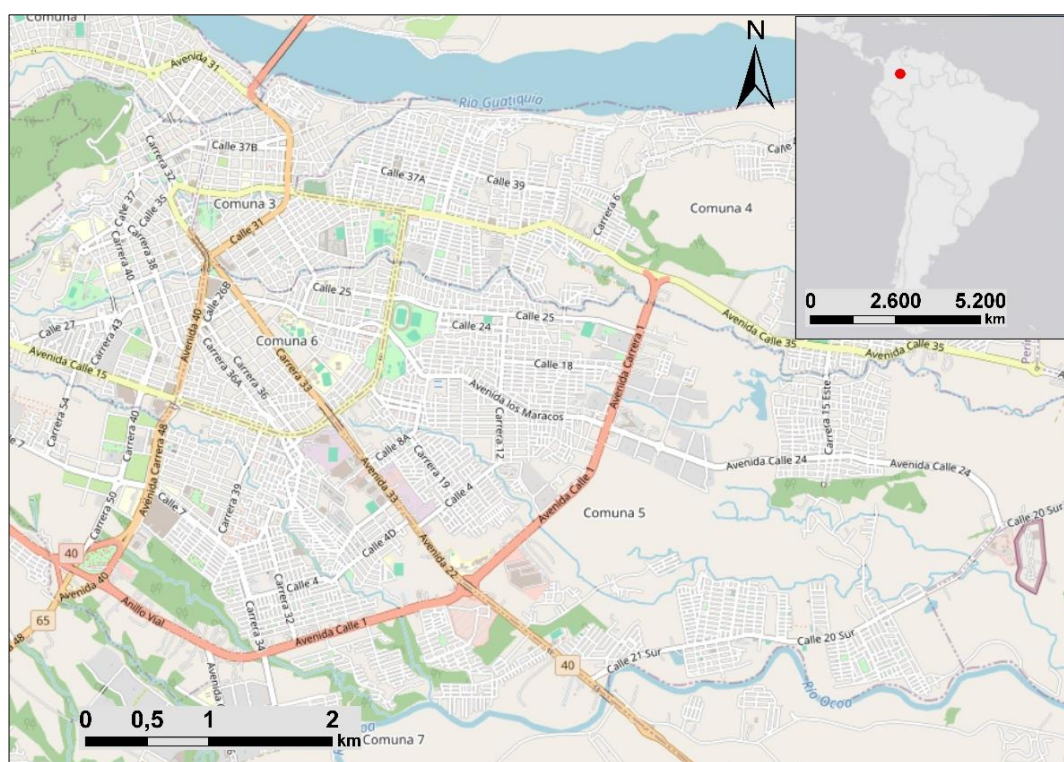 Comuna 1
Avenida 31
N
Río Guatiquía
Carrera 32
Calle 37B
Calle 37A
Calle 39
Calle 37
Calle 35
Comuna 3
Calle 31
Carrera 6
Comuna 4
Carrera 38
Carrera 40
0 2.600 5.200
km
Calle 26B
Calle 25
Calle 24
Calle 25
Avenida Calle 35
Avenida Calle 35
Calle 27
Carrera 43
Avenida 40
Comuna 6
Carrera 33
Avenida Carrera 1
Calle 18
Avenida Calle 15
Carrera 36A
Carrera 36
Avenida los Maracos
Carrera 15 Este
Carrera 54
Carrera 40
Carrera 12
Calle 7
Avenida Carrera 48
Calle 8A
Carrera 19
Avenida Calle 24
Avenida Calle 24
Carrera 39
Avenida 33
Calle 4
Avenida Calle 1
Carrera 50
Calle 7
Comuna 5
Calle 20 Sur
Calle 4D
40
Avenida 22
Avenida 40
Calle 4
Anillo Vial
Carrera 32
65
Carrera 34
Avenida Calle 1
Calle 20 Sur
Calle 21 Sur
40
Río Ocoa
0 0,5 1 2
km
Comuna 7